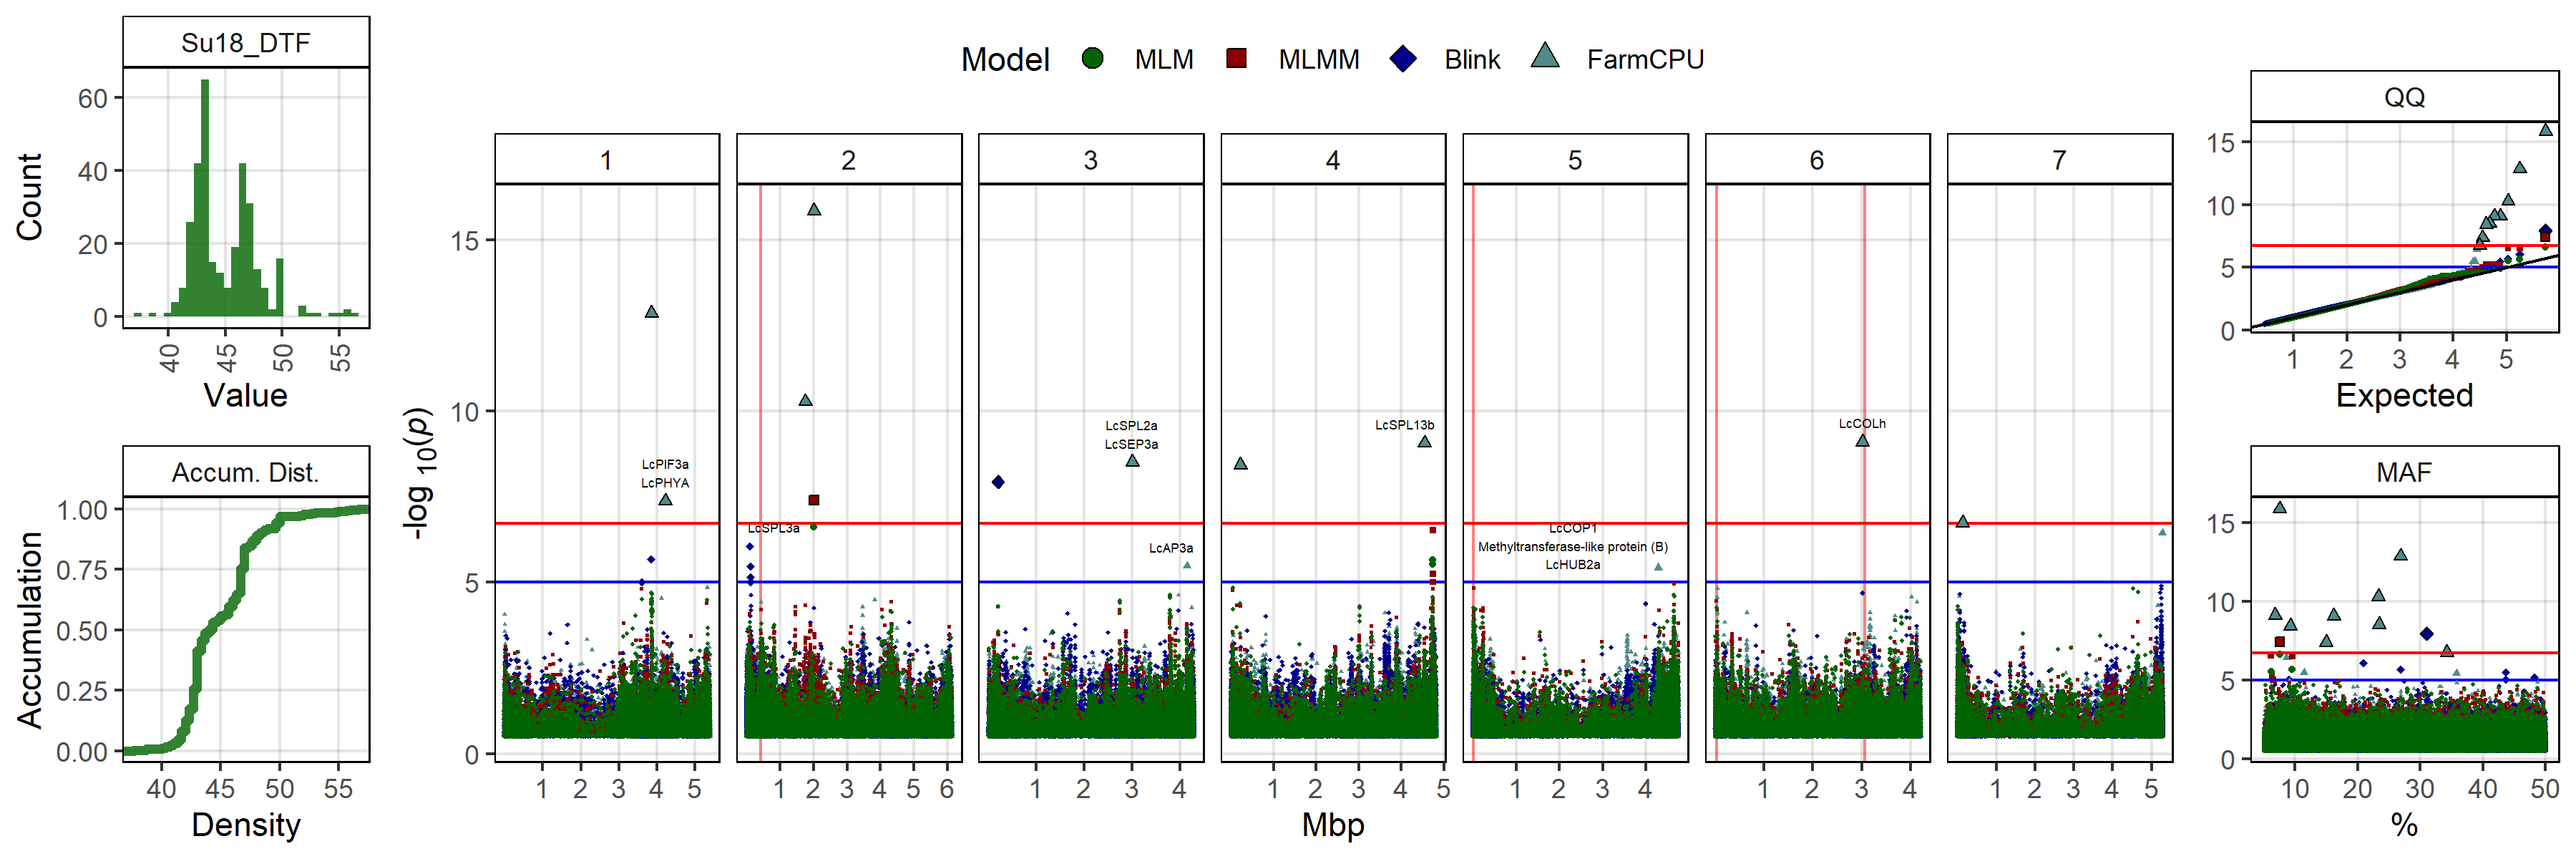 Su18_DTF
Count
60
40
20
0
40
45
50
55
Value
Accum. Dist.
Accumulation
1.00
0.75
0.50
0.25
0.00
40 45 50 55
Density
Model MLM MLMM Blink FarmCPU
-log 10(p)
15
10
5
0
1 2 3 4 5 6 7
LcPIF3a
LcPHYA
LcSPL3a
LcSPL2a
LcSEP3a
LcAP3a
LcSPL13b
LcCOP1
Methyltransferase-like protein (B)
LcHUB2a
LcCOLh
1 2 3 4 5
1 2 3 4 5 6
1 2 3 4
1 2 3 4 5
1 2 3 4
1 2 3 4
1 2 3 4 5
Mbp
QQ
15
10
5
0
1 2 3 4 5
Expected
MAF
15
10
5
0
10 20 30 40 50
%